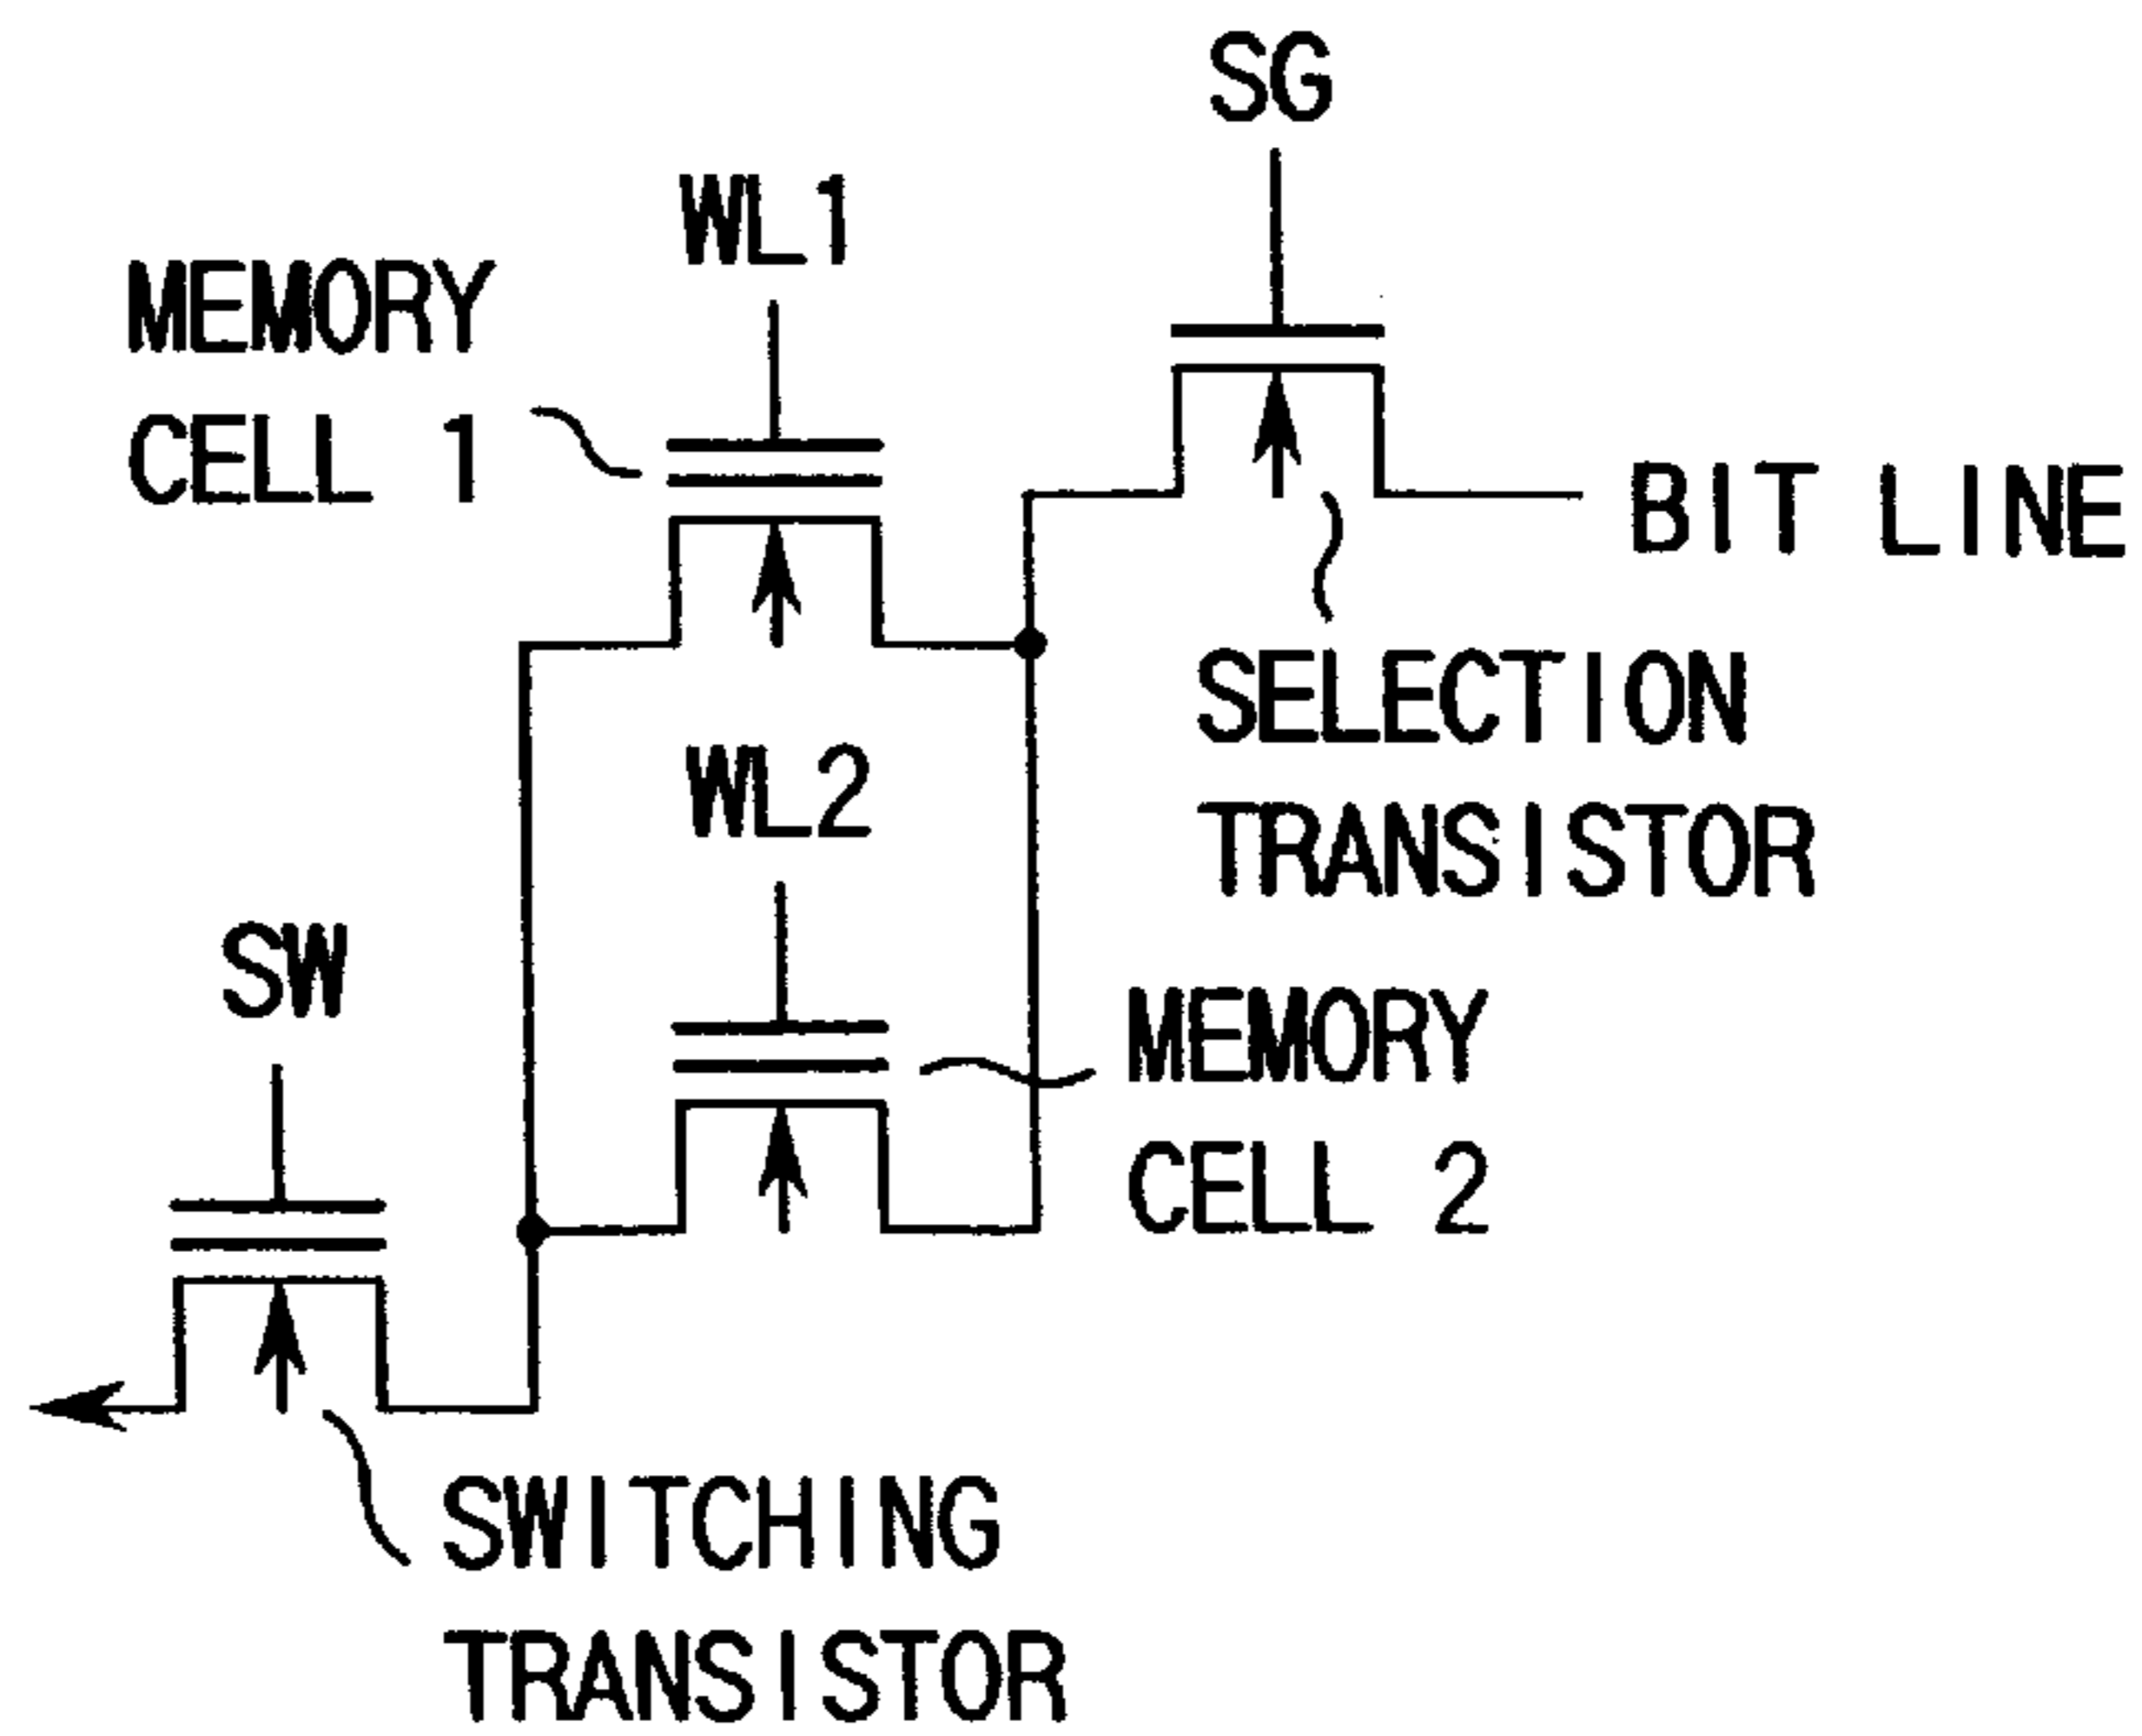 SG
WL1
MEMORY
CELL 1
BIT LINE
SELECTION
TRANSISTOR
WL2
SW
MEMORY
CELL 2
SWITCHING
TRANSISTOR